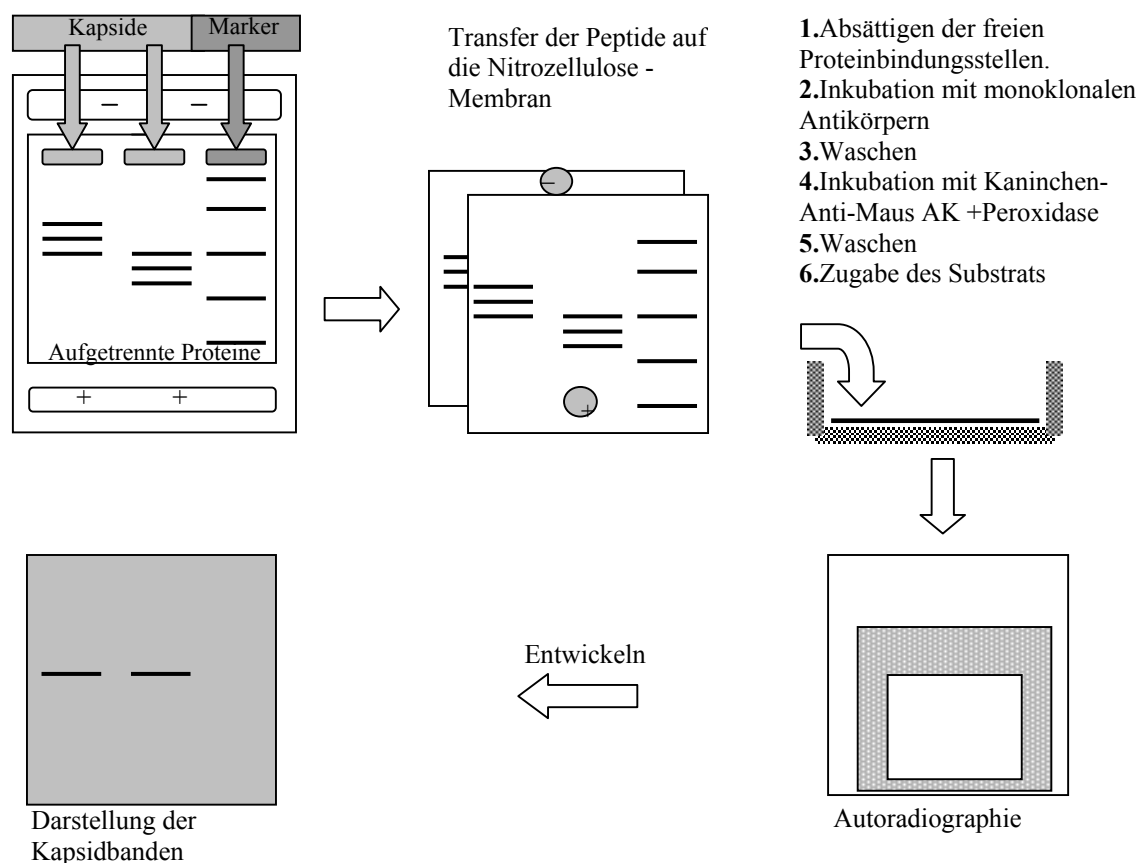 Kapside
Marker
– –
Aufgetrennte Proteine
+ +
Transfer der Peptide auf
die Nitrozellulose -
Membran
–
+
1.Absättigen der freien
Proteinbindungsstellen.
2.Inkubation mit monoklonalen
Antikörpern
3.Waschen
4.Inkubation mit Kaninchen-
Anti-Maus AK +Peroxidase
5.Waschen
6.Zugabe des Substrats
Autoradiographie
Entwickeln
Darstellung der
Kapsidbanden